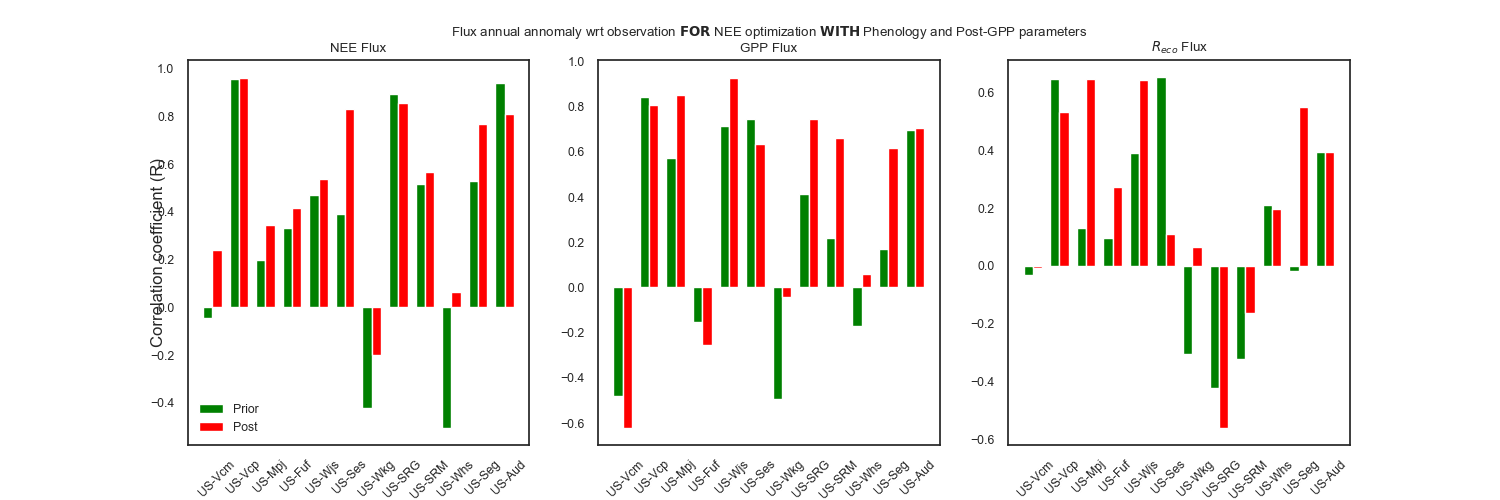 Flux annual annomaly wrt observation FOR NEE optimization WITH Phenology and Post-GPP parameters
NEE Flux
GPP Flux
Reco Flux
Correlation coefficient (R)
1.0
0.8
0.6
0.4
0.2
0.0
−0.2
−0.4
Prior
Post
US-Vcm
US-Vcp
US-Mpj
US-Fuf
US-Wjs
US-Ses
US-Wkg
US-SRG
US-SRM
US-Whs
US-Seg
US-Aud
1.0
0.8
0.6
0.4
0.2
0.0
−0.2
−0.4
−0.6
US-Vcm
US-Vcp
US-Mpj
US-Fuf
US-Wjs
US-Ses
US-Wkg
US-SRG
US-SRM
US-Whs
US-Seg
US-Aud
0.6
0.4
0.2
0.0
−0.2
−0.4
−0.6
US-Vcm
US-Vcp
US-Mpj
US-Fuf
US-Wjs
US-Ses
US-Wkg
US-SRG
US-SRM
US-Whs
US-Seg
US-Aud